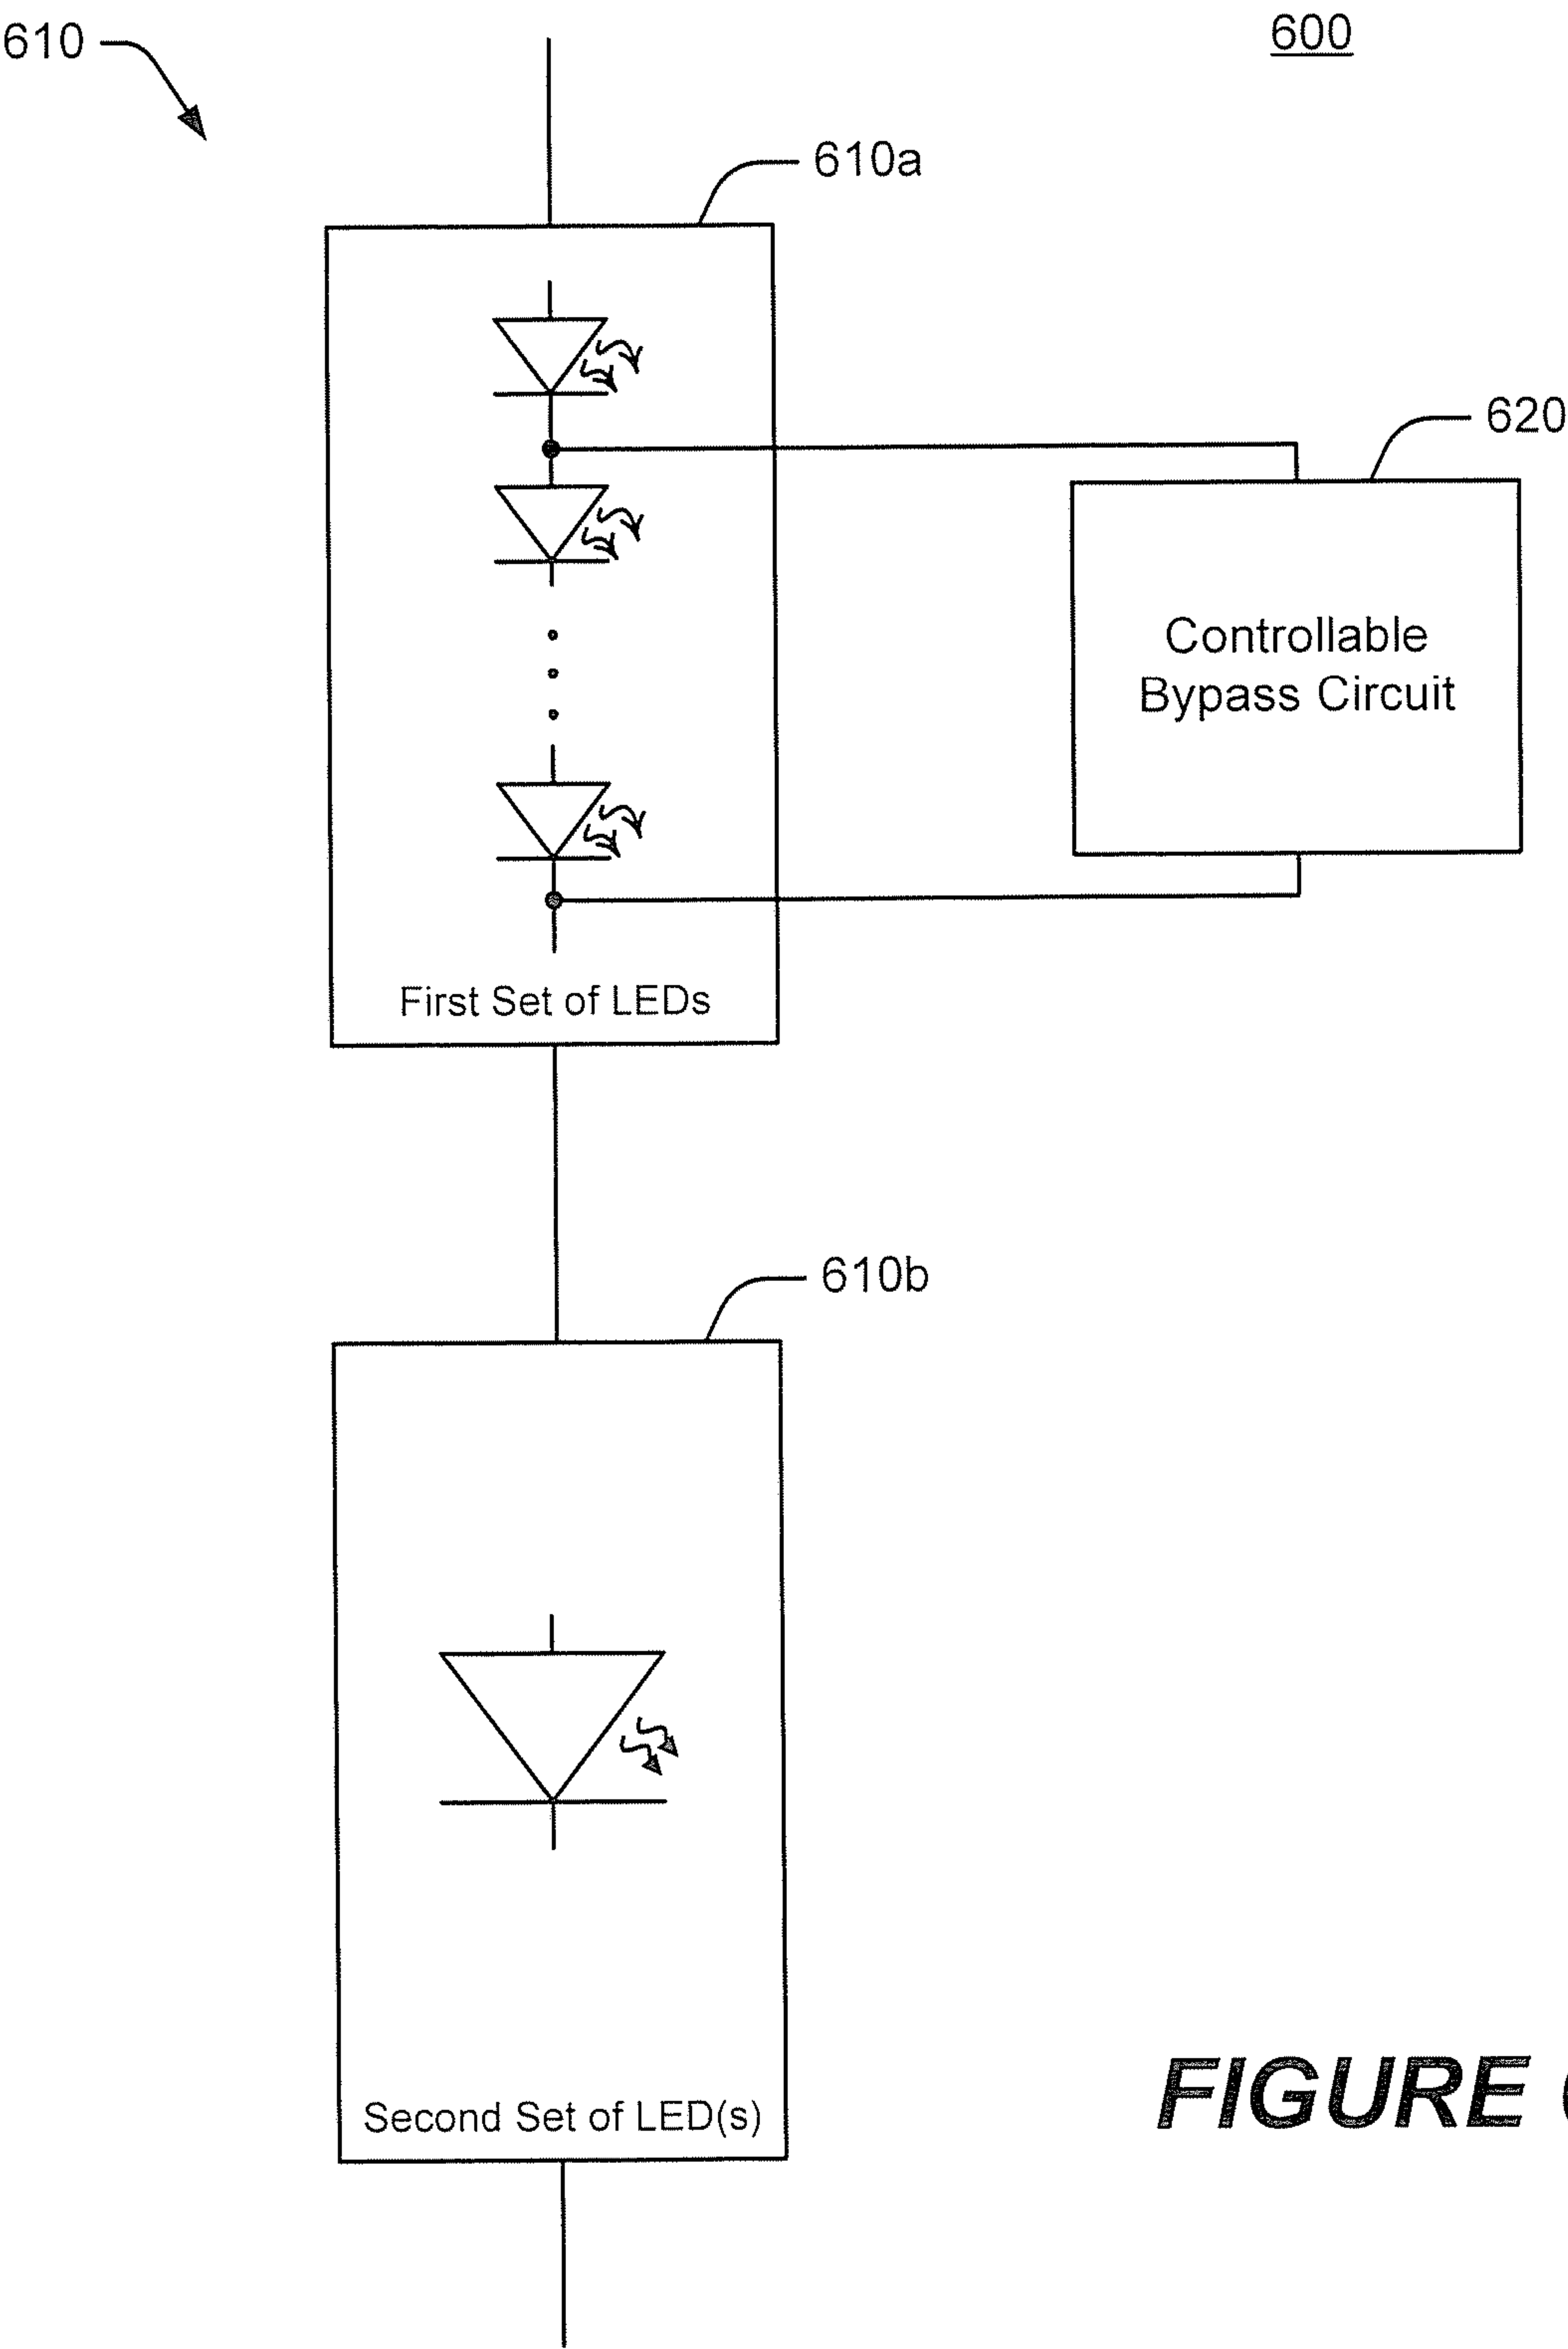 610
600
610a
620
Controllable
Bypass Circuit
First Set of LEDs
610b
Second Set of LED(s)
FIGURE